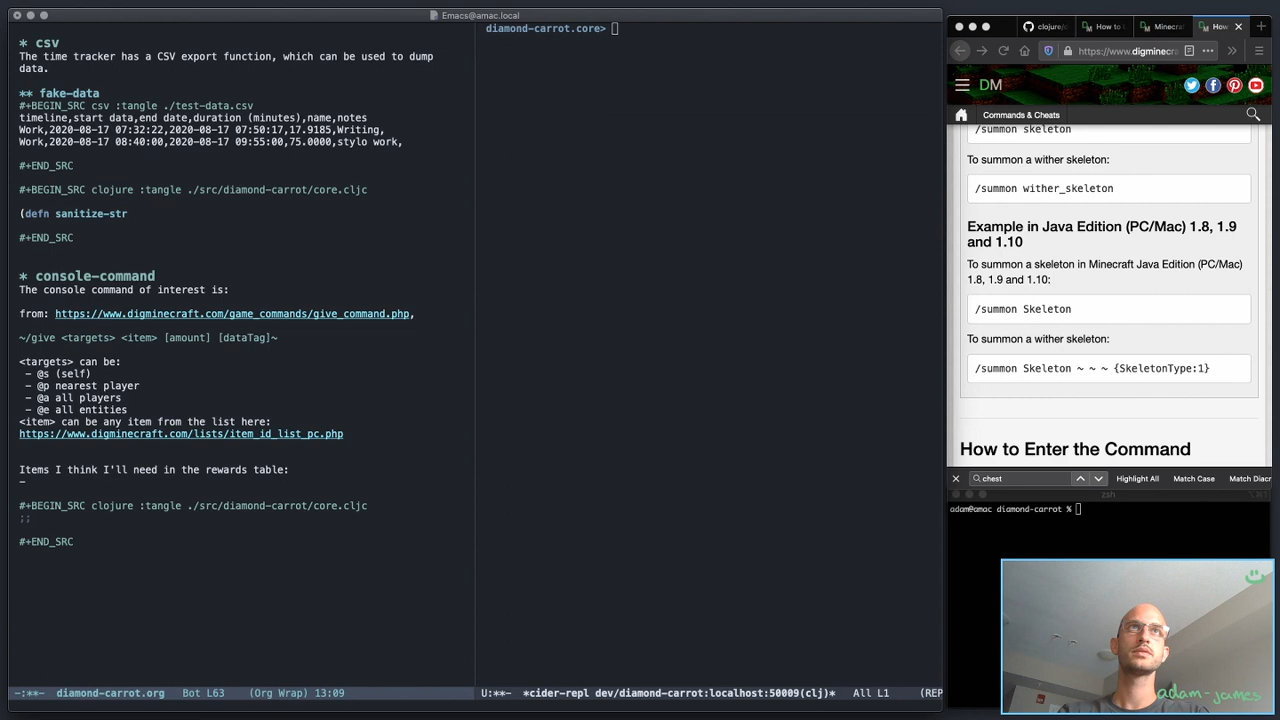 Emacs@amac.local
* csv
The time tracker has a CSV export function, which can be used to dump
data.
** fake-data
#+BEGIN_SRC csv :tangle ./test-data.csv
timeline,start data,end date,duration (minutes),name,notes
Work,2020-08-17 07:32:22,2020-08-17 07:50:17,17.9185,Writing,
Work,2020-08-17 08:40:00,2020-08-17 09:55:00,75.0000,stylo work,
#+END_SRC
#+BEGIN_SRC clojure :tangle ./src/diamond-carrot/core.cljc
(defn sanitize-str
#+END_SRC
* console-command
The console command of interest is:
from: https://www.digminecraft.com/game_commands/give_command.php,
~/give <targets> <item> [amount] [dataTag]~
<targets> can be:
- @s (self)
- @p nearest player
- @a all players
- @e all entities
<item> can be any item from the list here:
https://www.digminecraft.com/lists/item_id_list_pc.php
Items I think I'll need in the rewards table:
-
#+BEGIN_SRC clojure :tangle ./src/diamond-carrot/core.cljc
;;
#+END_SRC
-:**- diamond-carrot.org Bot L63 (Org Wrap) 13:09
diamond-carrot.core>
U:**- *cider-repl dev/diamond-carrot:localhost:50009(clj)* All L1 (REP
clojure/ How to Minecraf How
https://www.digminecr
DM
Commands & Cheats
/summon skeleton
To summon a wither skeleton:
/summon wither_skeleton
Example in Java Edition (PC/Mac) 1.8, 1.9
and 1.10
To summon a skeleton in Minecraft Java Edition (PC/Mac)
1.8, 1.9 and 1.10:
/summon Skeleton
To summon a wither skeleton:
/summon Skeleton ~ ~ ~ {SkeletonType:1}
How to Enter the Command
chest Highlight All Match Case Match Diacr
zsh
adam@amac diamond-carrot %
adam-james